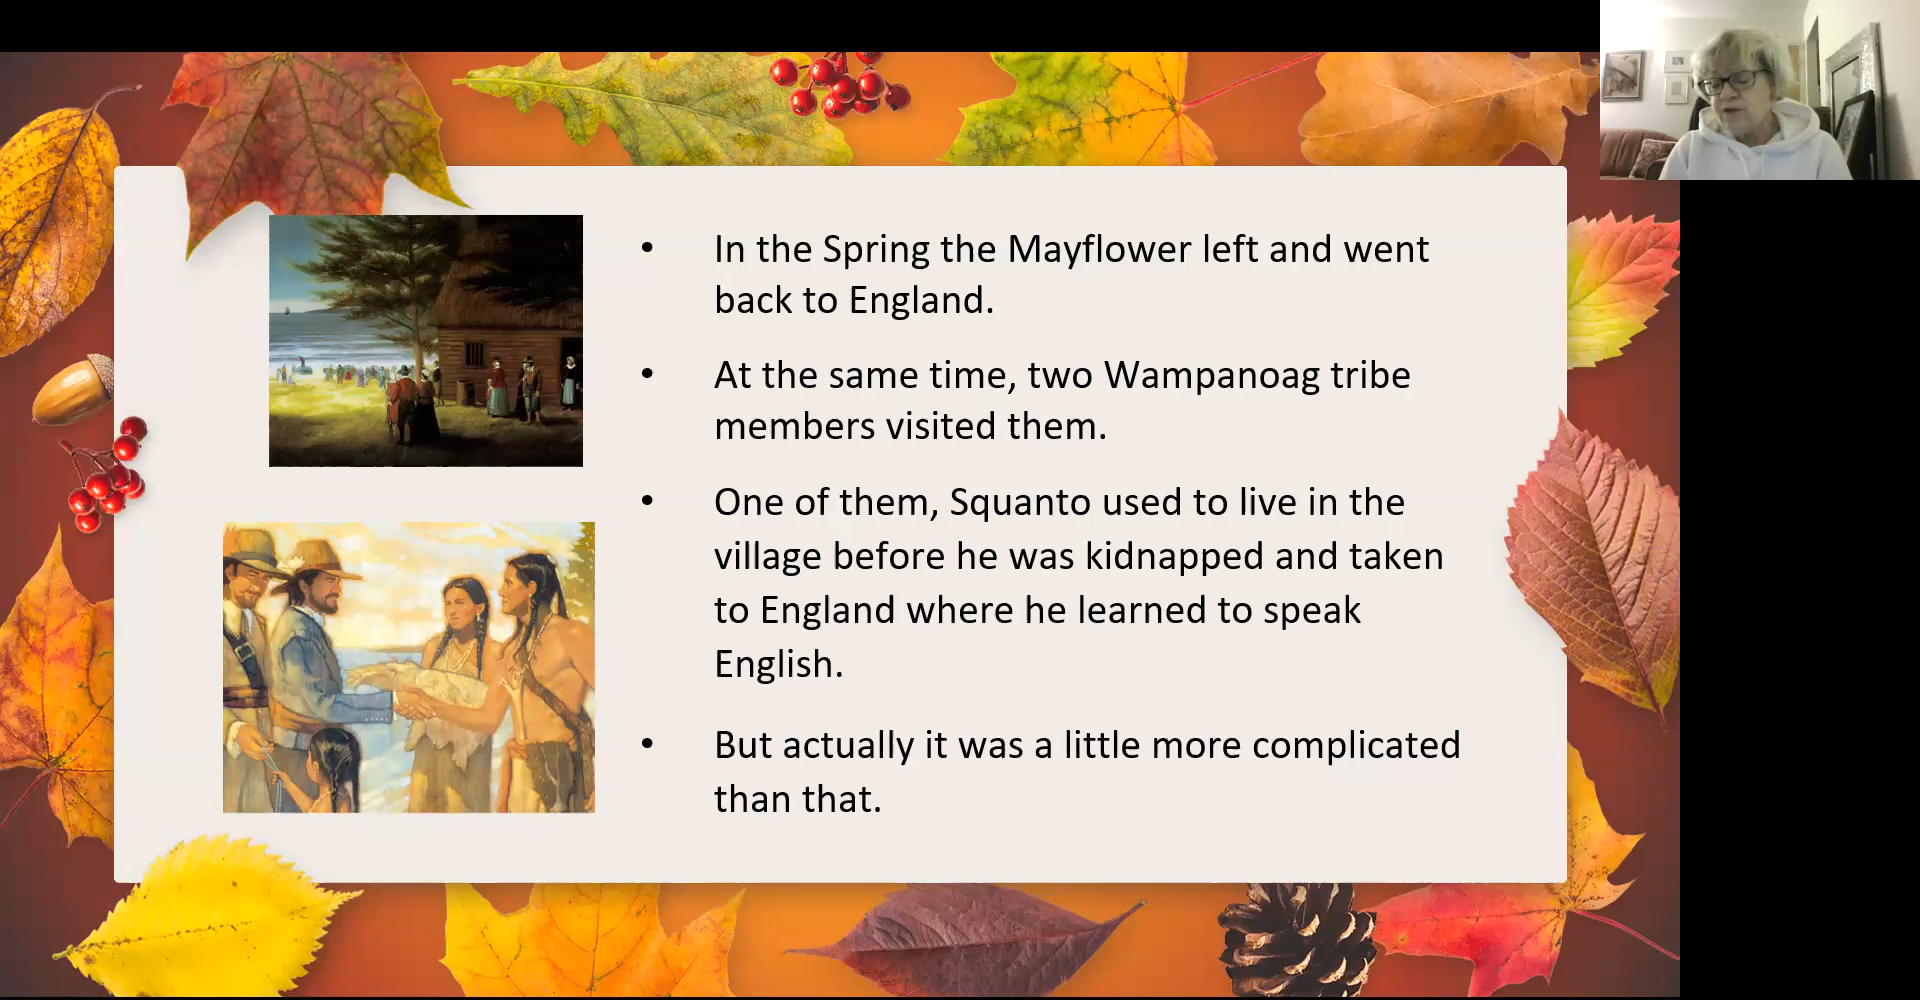 • In the Spring the Mayflower left and went
back to England.
• At the same time, two Wampanoag tribe
members visited them.
• One of them, Squanto used to live in the
village before he was kidnapped and taken
to England where he learned to speak
English.
• But actually it was a little more complicated
than that.